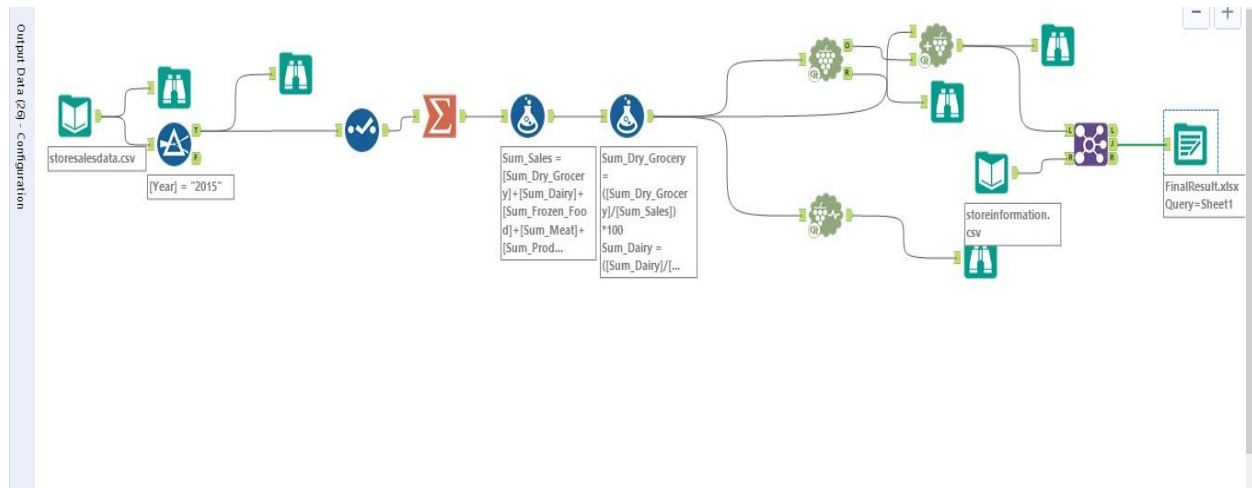 Output Data (26) - Configuration
storesalesdata.csv
T
F
[Year] = "2015"
Sum_Sales =
[Sum_Dry_Grocer
y]+[Sum_Dairy]+
[Sum_Frozen_Foo
d]+[Sum_Meat]+
[Sum_Prod...
Sum_Dry_Grocery
=
([Sum_Dry_Grocer
y]/[Sum_Sales])
*100
Sum_Dairy =
([Sum_Dairy]/[...
R
O
R
R
R
storeinformation.
csv
L
R
L
J
R
FinalResult.xlsx
Query=Sheet1